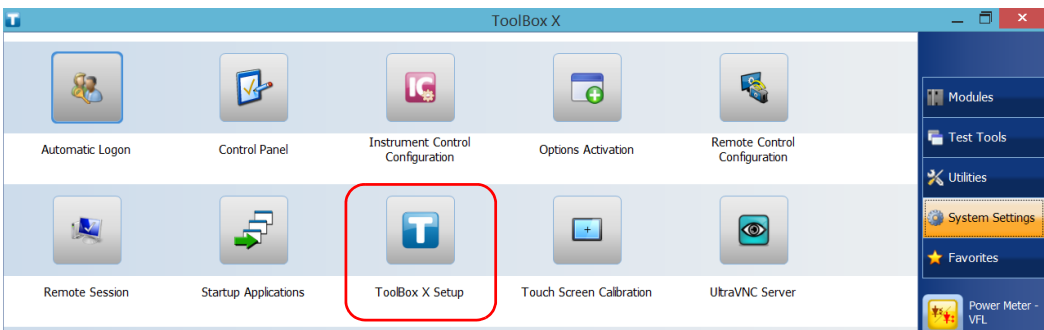 ToolBox X
Automatic Logon
Control Panel
Instrument Control
Configuration
Options Activation
Remote Control
Configuration
Remote Session
Startup Applications
ToolBox X Setup
Touch Screen Calibration
UltraVNC Server
Modules
Test Tools
Utilities
System Settings
Favorites
Power Meter -
VFL